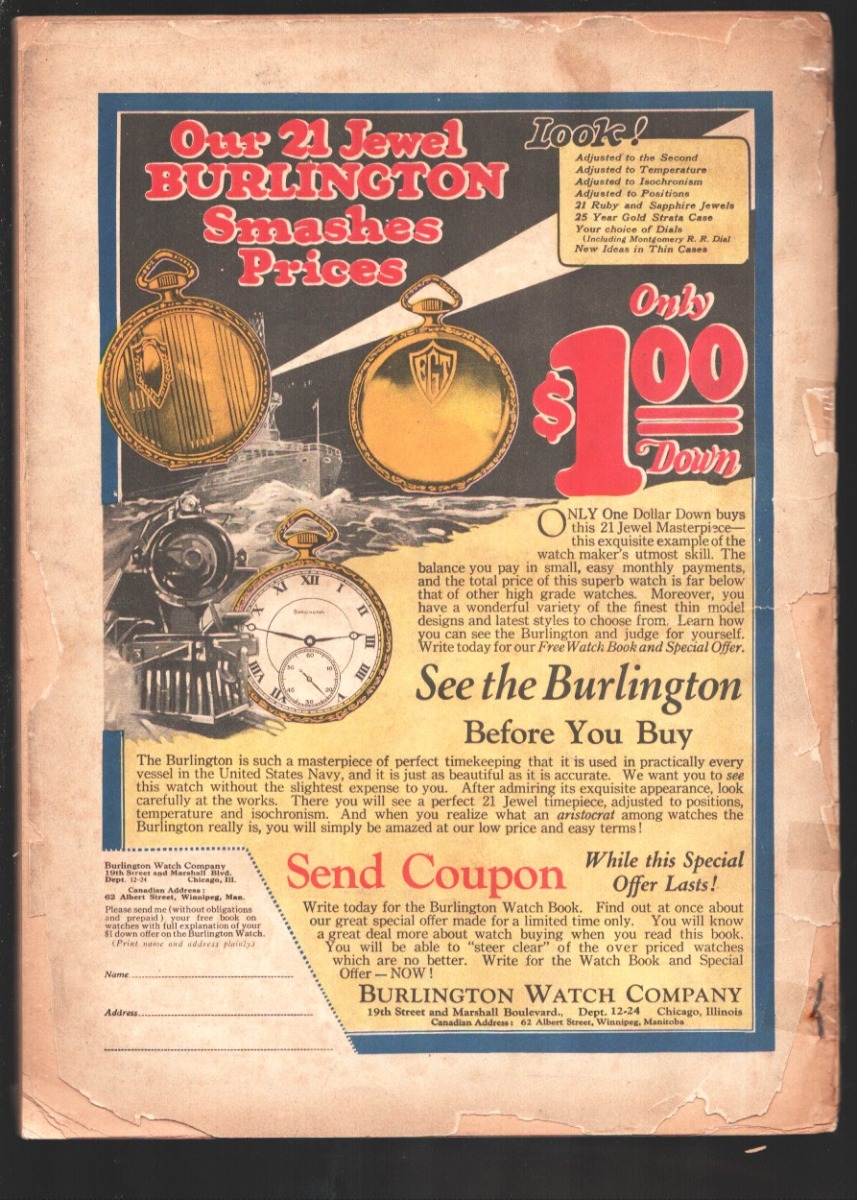 Our 21 Jewel
BURLINGTON
Smashes
Prices
Look!
Adjusted to the Second
Adjusted to Temperature
Adjusted to Isochronism
Adjusted to Positions
21 Ruby and Sapphire Jewels
25 Year Gold Strata Case
Your choice of Dials
(Including Montgomery R. R. Dial
New Ideas in Thin Cases
Only
$1 00
Down
ONLY One Dollar Down buys
this 21 Jewel Masterpiece—
this exquisite example of the
watch maker's utmost skill. The
balance you pay in small, easy monthly payments,
and the total price of this superb watch is far below
that of other high grade watches. Moreover, you
have a wonderful variety of the finest thin model
designs and latest styles to choose from. Learn how
you can see the Burlington and judge for yourself.
Write today for our Free Watch Book and Special Offer.
See the Burlington
Before You Buy
The Burlington is such a masterpiece of perfect timekeeping that it is used in practically every
vessel in the United States Navy, and it is just as beautiful as it is accurate. We want you to see
this watch without the slightest expense to you. After admiring its exquisite appearance, look
carefully at the works. There you will see a perfect 21 Jewel timepiece, adjusted to positions,
temperature and isochronism. And when you realize what an aristocrat among watches the
Burlington really is, you will simply be amazed at our low price and easy terms!
Burlington Watch Company
19th Street and Marshall Blvd.
Dept. 12-24 Chicago, Ill.
Canadian Address:
62 Albert Street, Winnipeg, Man.
Please send me (without obligations
and prepaid) your free book on
watches with full explanation of your
$1 down offer on the Burlington Watch.
(Print name and address plainly)
Name
Address
Send Coupon
While this Special
Offer Lasts!
Write today for the Burlington Watch Book. Find out at once about
our great special offer made for a limited time only. You will know
a great deal more about watch buying when you read this book.
You will be able to "steer clear" of the over priced watches
which are no better. Write for the Watch Book and Special
Offer — NOW!
BURLINGTON WATCH COMPANY
19th Street and Marshall Boulevard., Dept. 12-24 Chicago, Illinois
Canadian Address: 62 Albert Street, Winnipeg, Manitoba